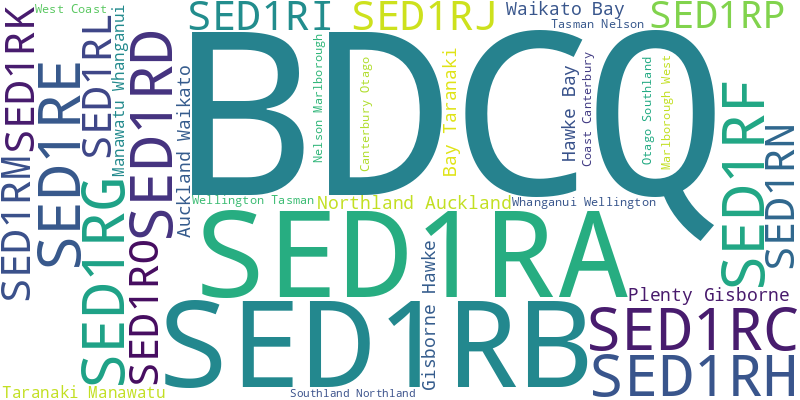 West Coast
SED1RK
SED1RE
SED1RL
Manawatu Whanganui
SED1RD
Auckland Waikato
SED1RI
SED1RJ
Waikato Bay
Tasman Nelson
SED1RP
BDCQ
Nelson Marlborough
Canterbury Otago
Bay Taranaki
Hawke Bay
Coast Canterbury
Otago Southland
Marlborough West
SED1RF
SED1RN
SED1RM
SED1RG
SED1RO
Wellington Tasman
Northland Auckland
Whanganui Wellington
SED1RA
Gisborne Hawke
Plenty Gisborne
SED1RB
SED1RC
SED1RH
Taranaki Manawatu
Southland Northland